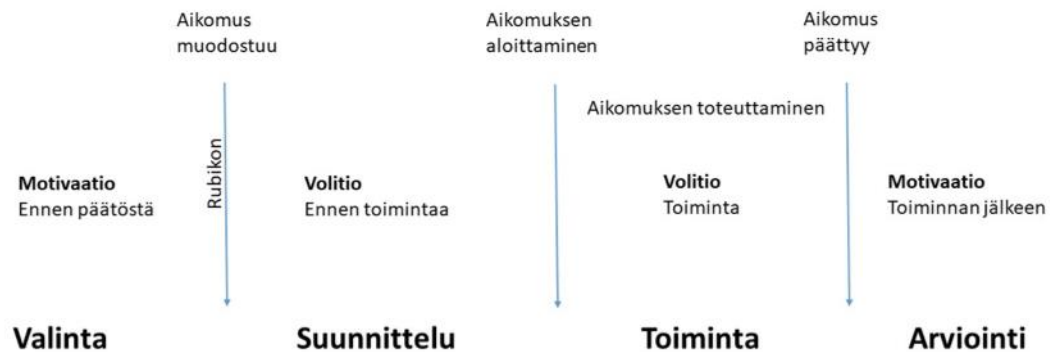 Aikomus
muodostuu
Aikomuksen
aloittaminen
Aikomus
päättyy
Aikomuksen toteuttaminen
Rubikon
Motivaatio
Ennen päätöstä
Volitio
Ennen toimintaa
Volitio
Toiminta
Motivaatio
Toiminnan jälkeen
Valinta
Suunnittelu
Toiminta
Arviointi